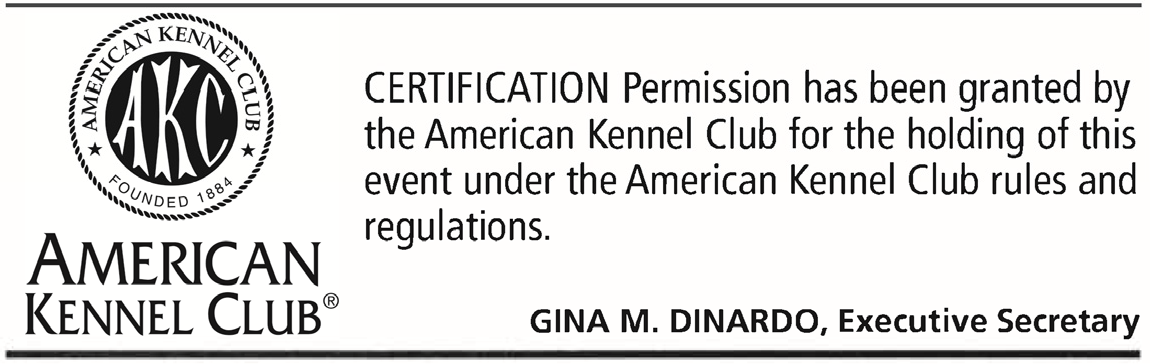 AMERICAN KENNEL CLUB
AKC
★ FOUNDED 1884 ★
AMERICAN
KENNEL CLUB®
CERTIFICATION Permission has been granted by
the American Kennel Club for the holding of this
event under the American Kennel Club rules and
regulations.
GINA M. DINARDO, Executive Secretary